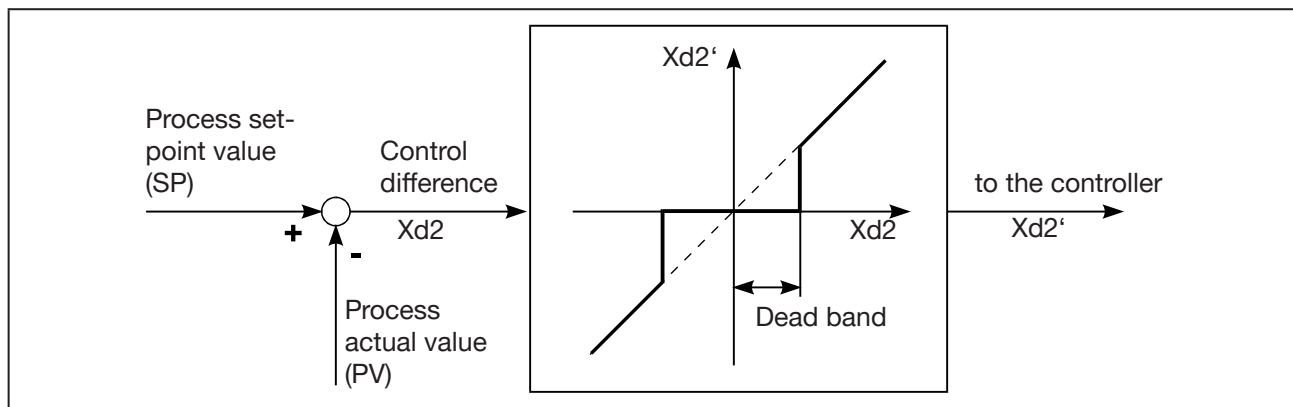 Process set-
point value
(SP)
+
-
Control
difference
Xd2
Process
actual value
(PV)
Xd2‘
Xd2
Dead band
to the controller
Xd2‘